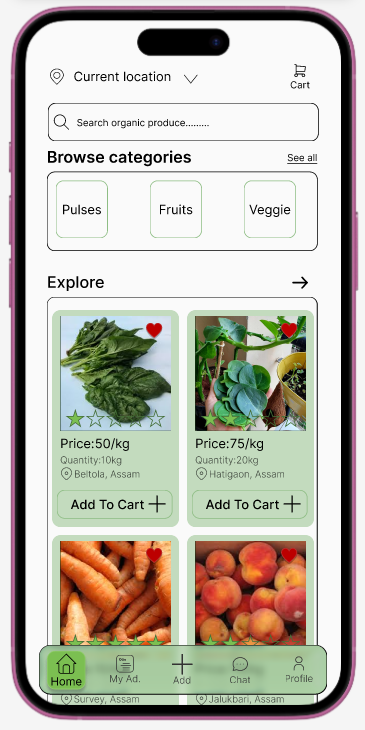 Current location
Cart
Search organic produce.........
Browse categories
See all
Pulses Fruits Veggie
Explore
Price:50/kg Price:75/kg
Quantity:10kg Quantity:20kg
Beltola, Assam Hatigaon, Assam
Add To Cart Add To Cart
Home My Ad. Add Chat Profile
Survey, Assam Jalukbari, Assam